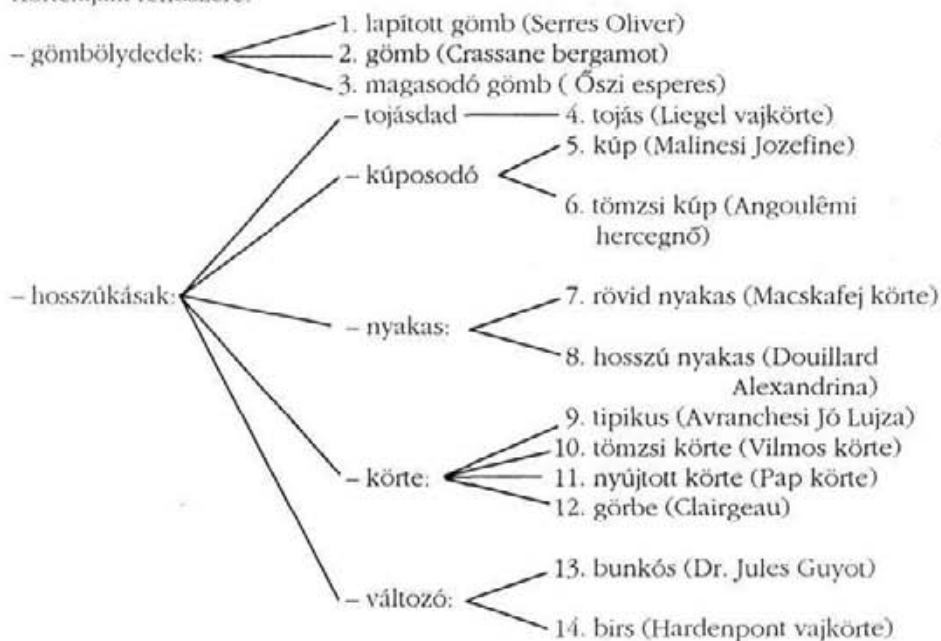 – gömbölydedek:
1. lapított gömb (Serres Oliver)
2. gömb (Crassane bergamot)
3. magasodó gömb ( Őszi esperes)
– hosszúkásak:
– tojásdad
4. tojás (Liegel vajkörte)
– kúposodó
5. kúp (Malinesi Jozefine)
6. tömzsi kúp (Angoulêmi
hercegnő)
– nyakas:
7. rövid nyakas (Macskafej körte)
8. hosszú nyakas (Douillard
Alexandrina)
– körte:
9. tipikus (Avranchesi Jó Lujza)
10. tömzsi körte (Vilmos körte)
11. nyújtott körte (Pap körte)
12. görbe (Clairgeau)
– változó:
13. bunkós (Dr. Jules Guyot)
14. birs (Hardenpont vajkörte)